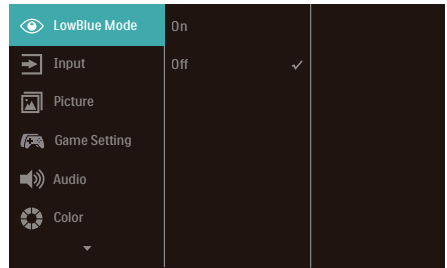 LowBlue Mode
On
Input
Off
Picture
Game Setting
Audio
Color